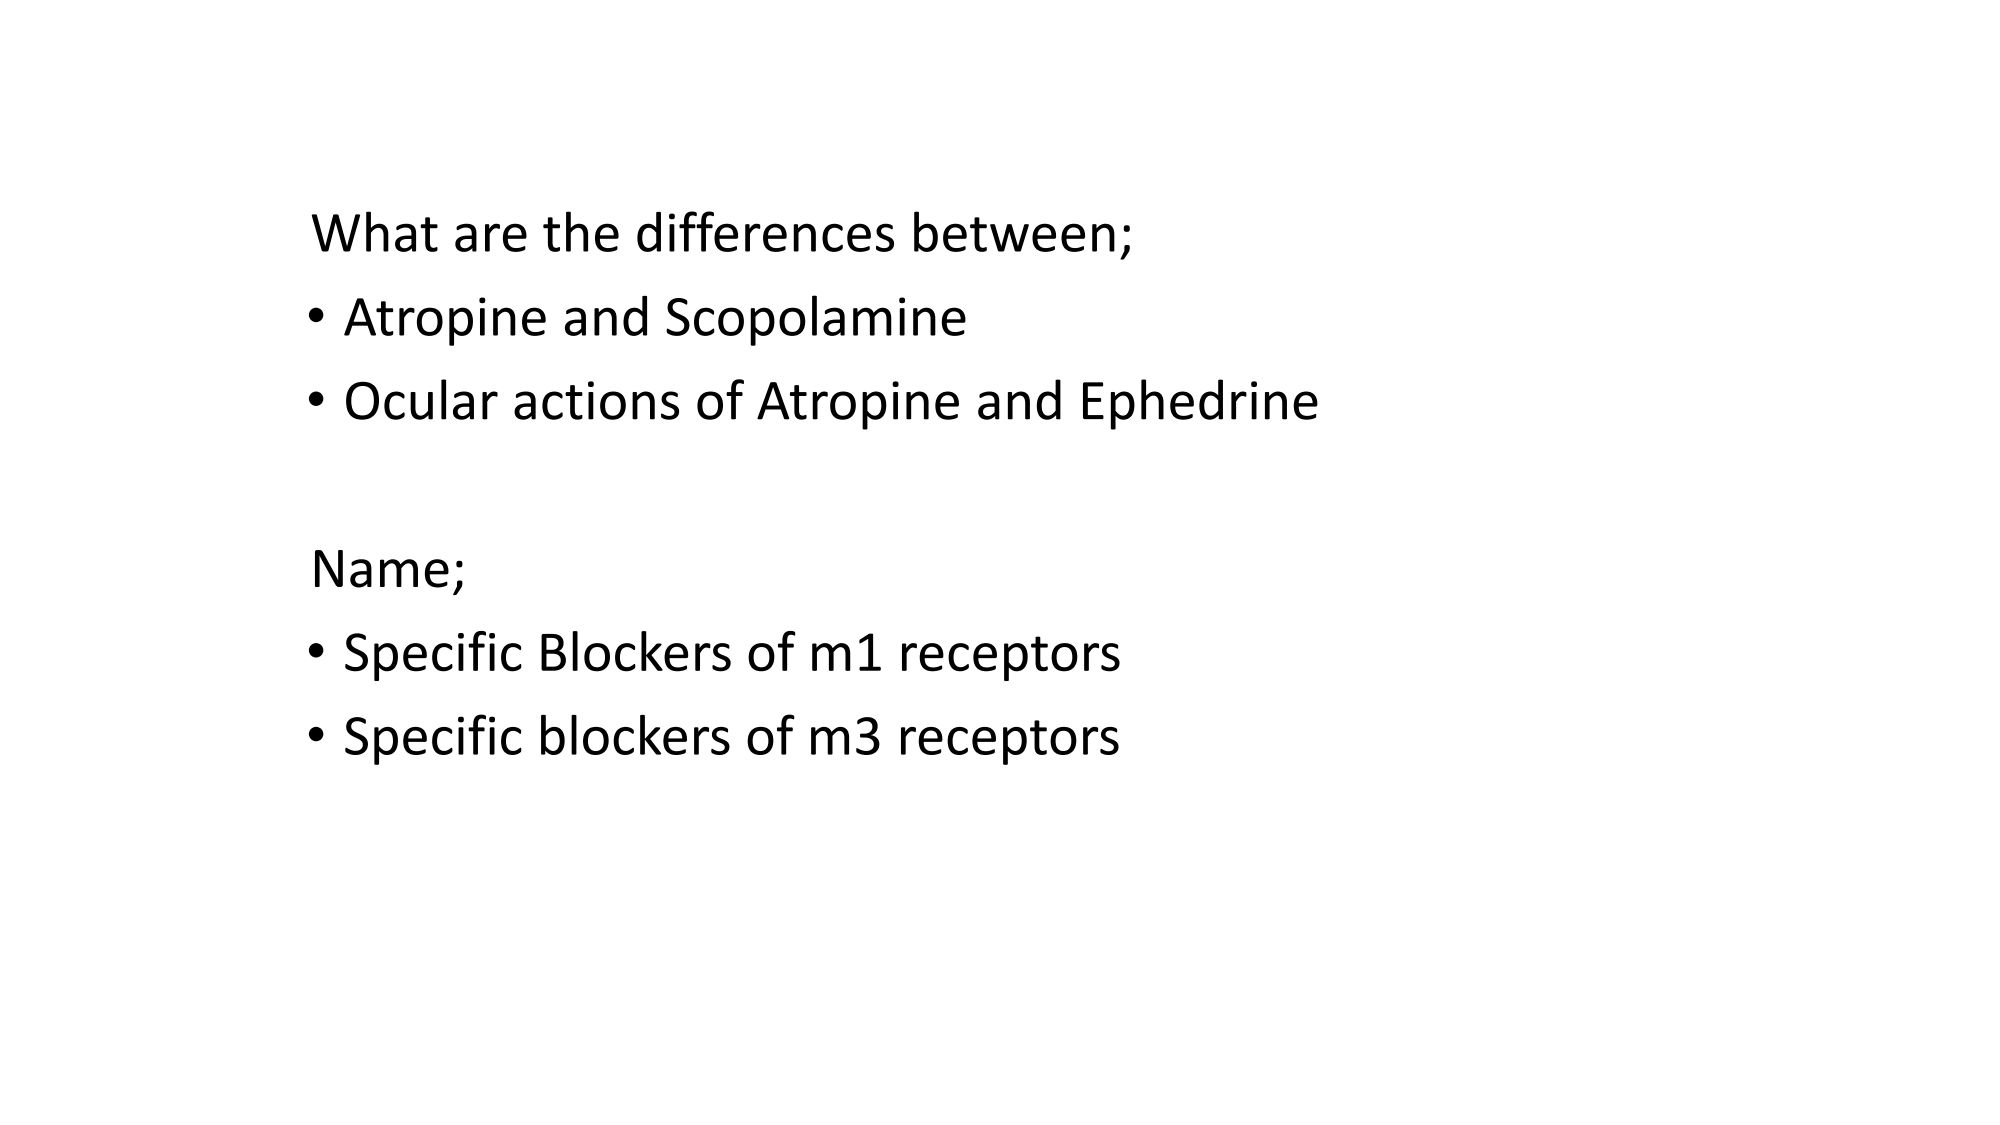 What are the differences between;
• Atropine and Scopolamine
• Ocular actions of Atropine and Ephedrine
Name;
• Specific Blockers of m1 receptors
• Specific blockers of m3 receptors